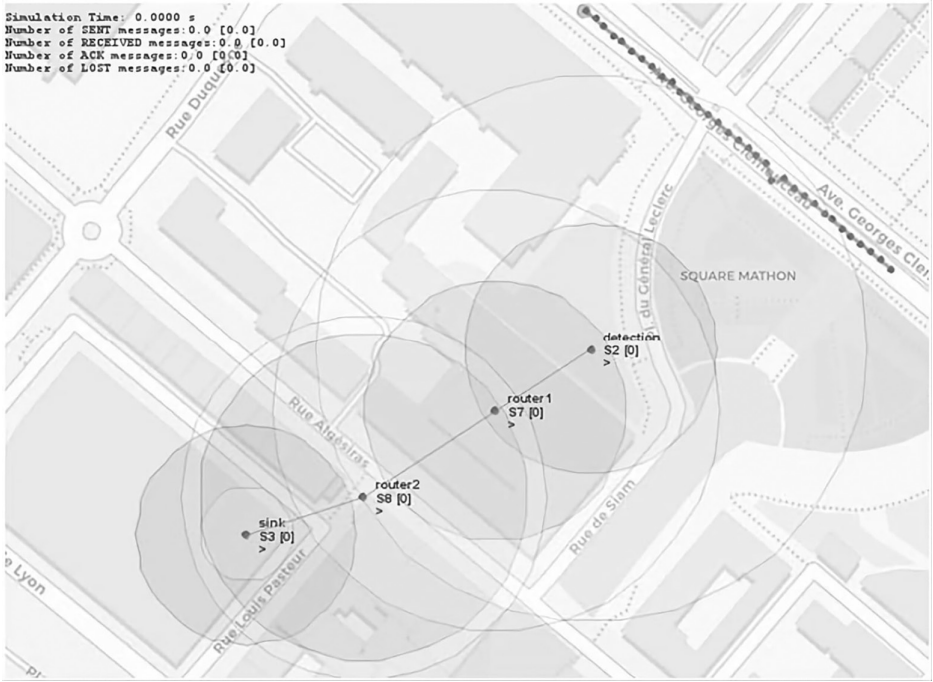 Simulation Time: 0.0000 s
Number of SENT messages:0.0 [0.0]
Number of RECEIVED messages:0.0 [0.0]
Number of ACK messages:0.0 [0.0]
Number of LOST messages:0.0 [0.0]
Rue Duque
Ave. Georges Clemenceau
Ave. Georges Cle
Pl. du Général Leclerc
SQUARE MATHON
detection
S2 [0]
>
router1
S7 [0]
>
Rue Algésiras
router2
S8 [0]
>
sink
S3 [0]
>
Rue de Siam
Rue Louis Pasteur
e Lyon